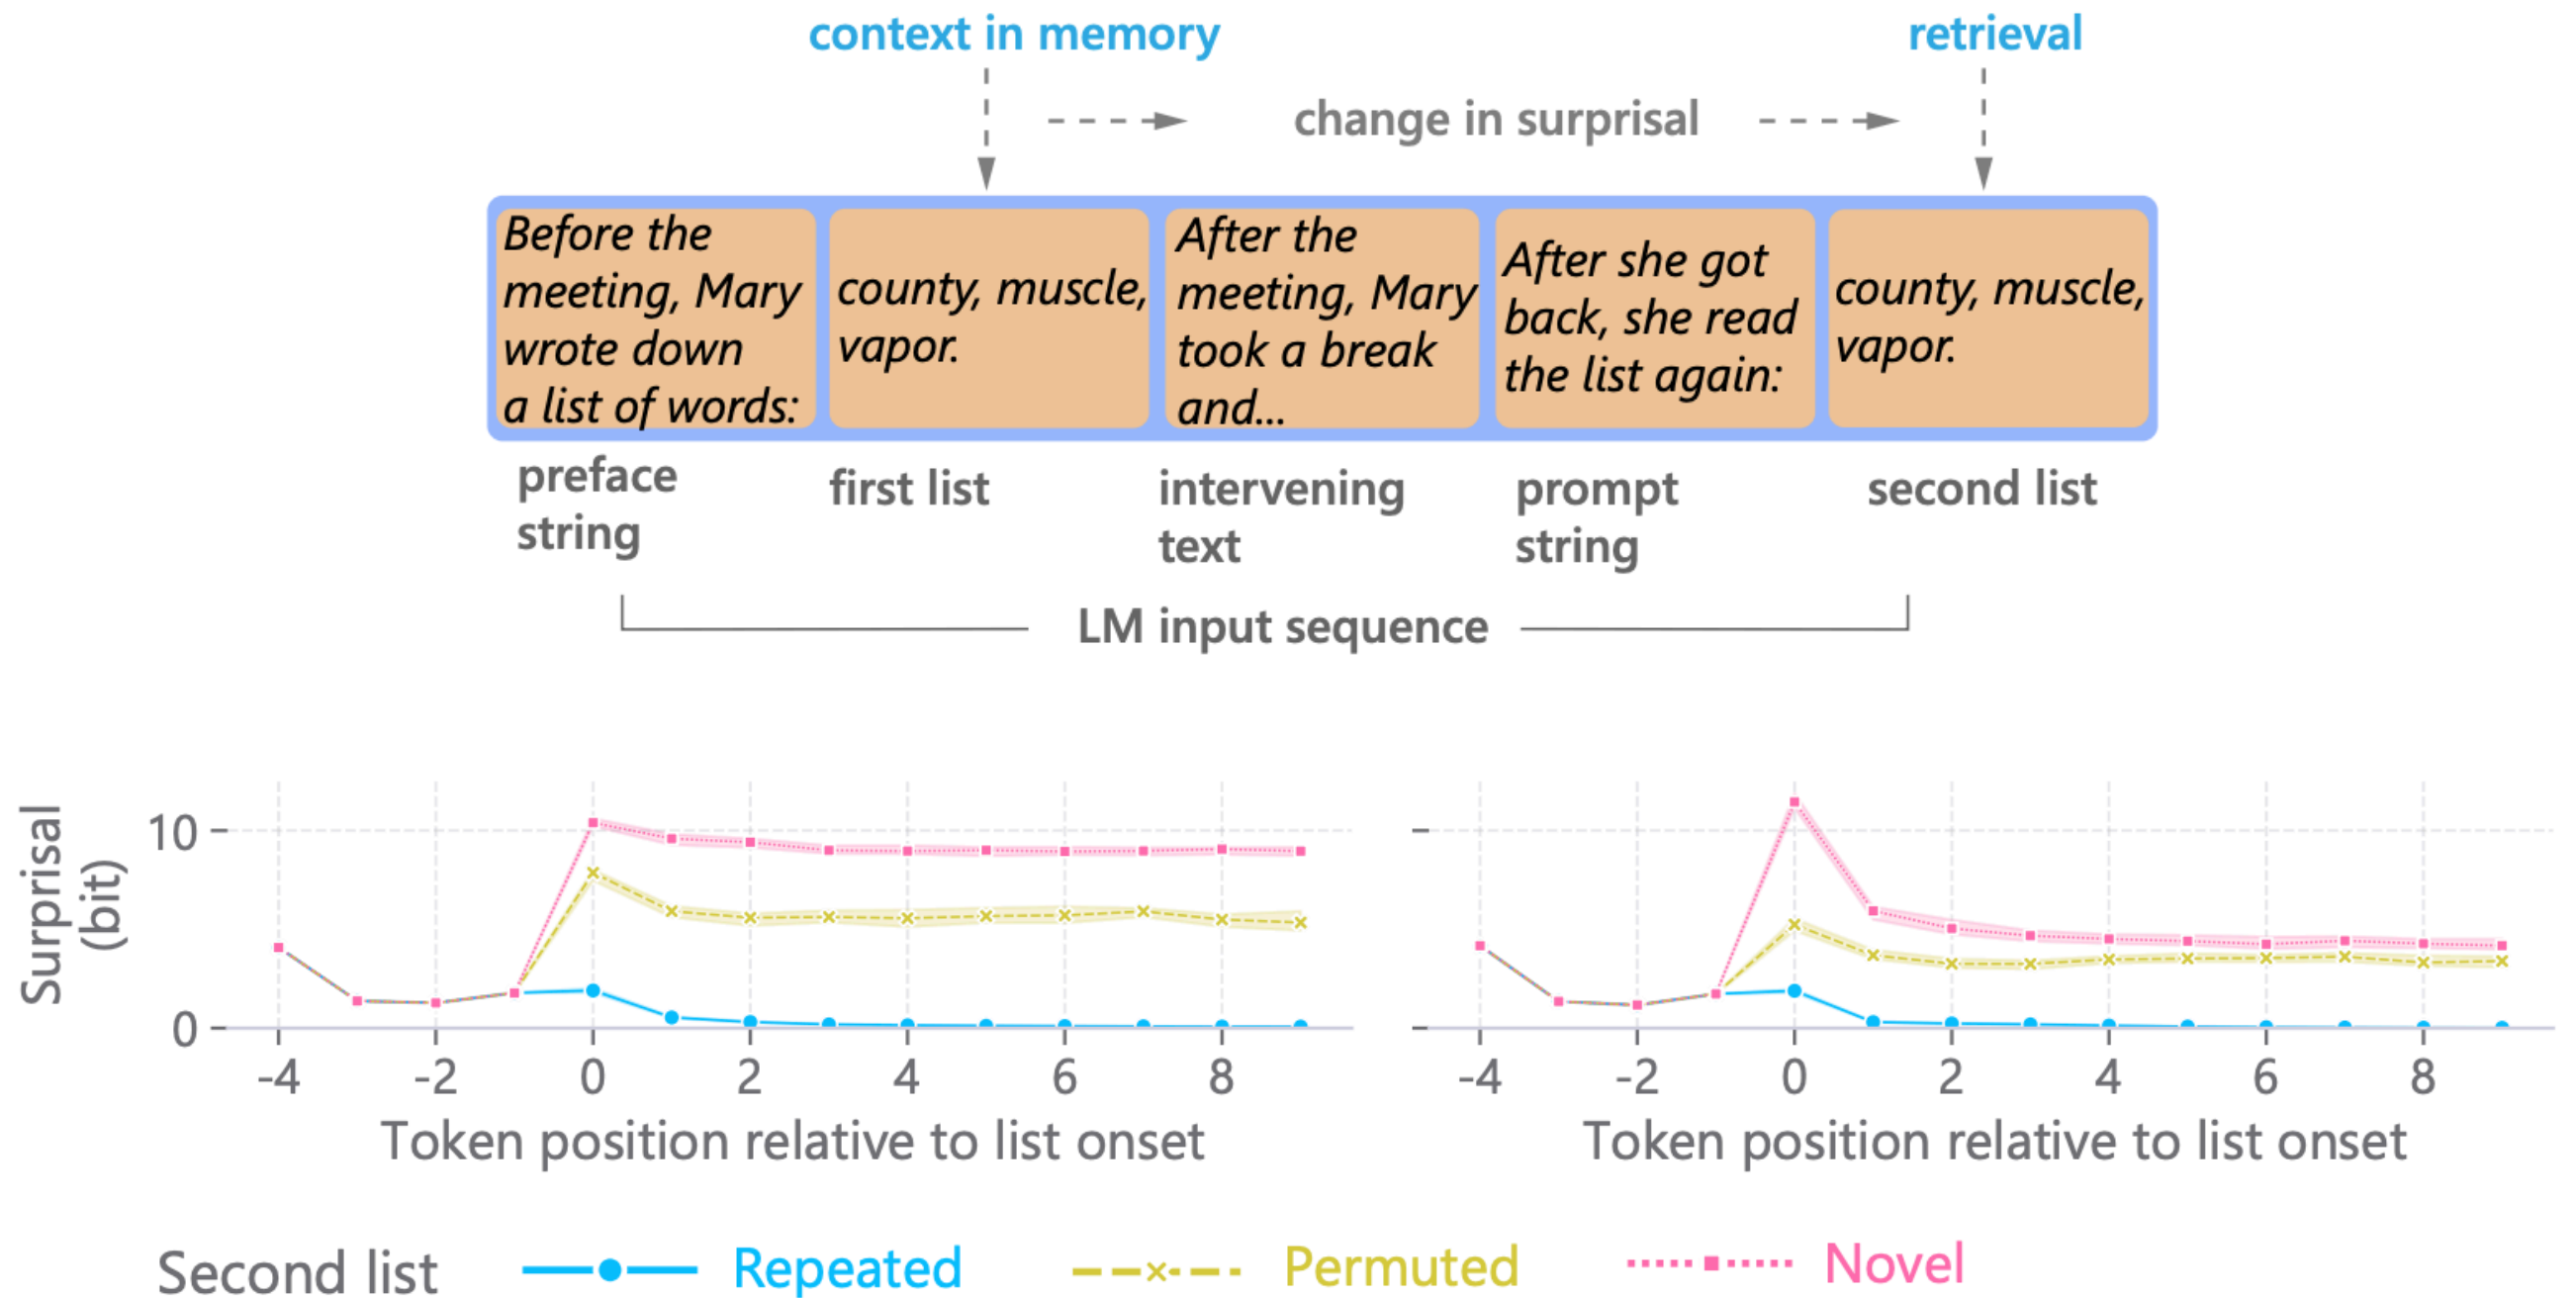 context in memory
retrieval
change in surprisal
Before the
meeting, Mary
wrote down
a list of words:
county, muscle,
vapor.
After the
meeting, Mary
took a break
and...
After she got
back, she read
the list again:
county, muscle,
vapor.
preface
string
first list
intervening
text
prompt
string
second list
LM input sequence
Surprisal
(bit)
10
0
-4 -2 0 2 4 6 8
Token position relative to list onset
-4 -2 0 2 4 6 8
Token position relative to list onset
Second list Repeated Permuted Novel